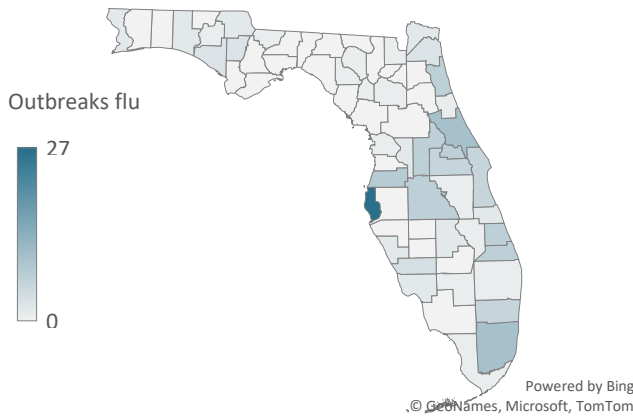 Outbreaks flu
27
0
Powered by Bing
© GeoNames, Microsoft, TomTom